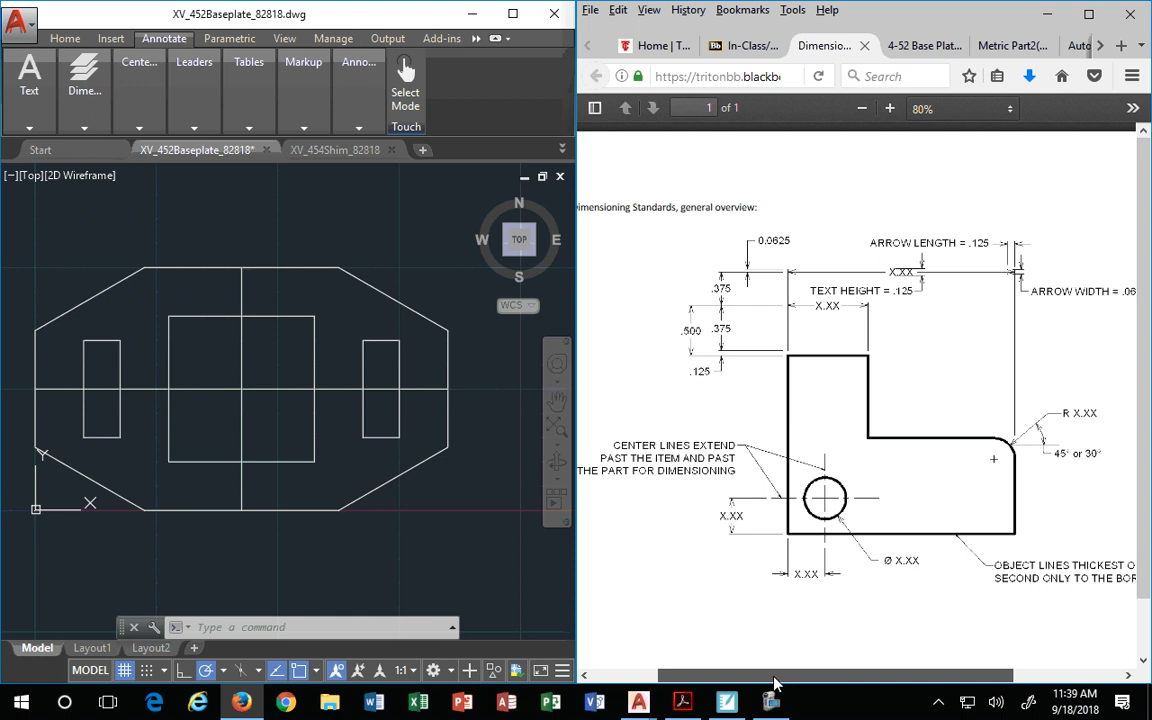 XV_452Baseplate_82818.dwg
Home Insert Annotate Parametric View Manage Output Add-ins
Text
Dime...
Cente...
Leaders
Tables
Markup
Anno...
Select
Mode
Touch
Start XV_452Baseplate_82818* XV_454Shim_82818
[−][Top][2D Wireframe]
N
W TOP E
S
WCS
Y
X
Type a command
Model Layout1 Layout2
MODEL 1:1
File Edit View History Bookmarks Tools Help
Home | T...
Bb In-Class/...
Dimensio...
4-52 Base Plat...
Metric Part2(...
Auto
https://tritonbb.blackbo
Search
1 of 1
80%
imensioning Standards, general overview:
0.0625
ARROW LENGTH = .125
X.XX
.375
TEXT HEIGHT = .125
ARROW WIDTH = .06
X.XX
.500
.375
.125
R X.XX
45° or 30°
CENTER LINES EXTEND
PAST THE ITEM AND PAST
THE PART FOR DIMENSIONING
X.XX
Ø X.XX
X.XX
OBJECT LINES THICKEST O
SECOND ONLY TO THE BOR
11:39 AM
9/18/2018